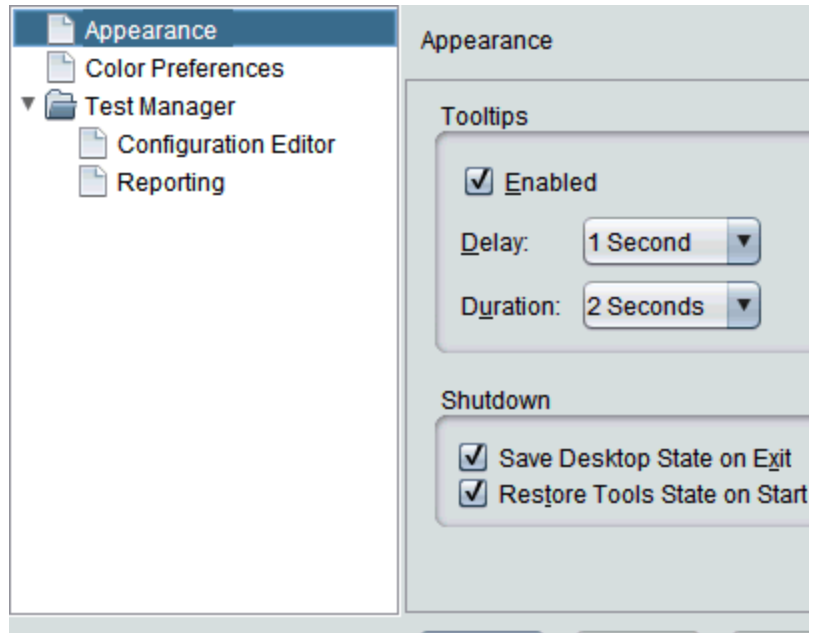 Appearance
Color Preferences
Test Manager
Configuration Editor
Reporting
Appearance
Tooltips
Enabled
Delay: 1 Second
Duration: 2 Seconds
Shutdown
Save Desktop State on Exit
Restore Tools State on Start